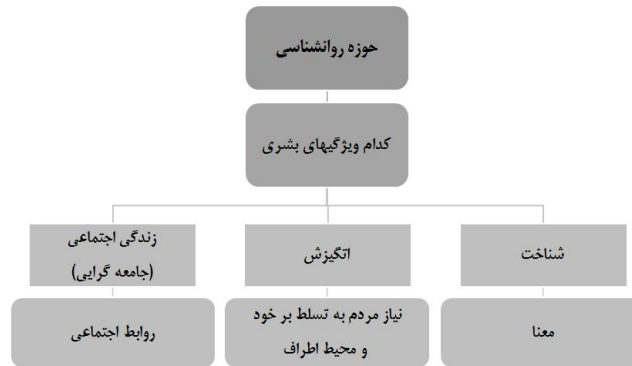 حوزه روانشناسی
کدام ویژگیهای بشری
شناخت
انگیزش
زندگی اجتماعی
(جامعه گرایی)
معنا
نیاز مردم به تسلط بر خود
و محیط اطراف
روابط اجتماعی